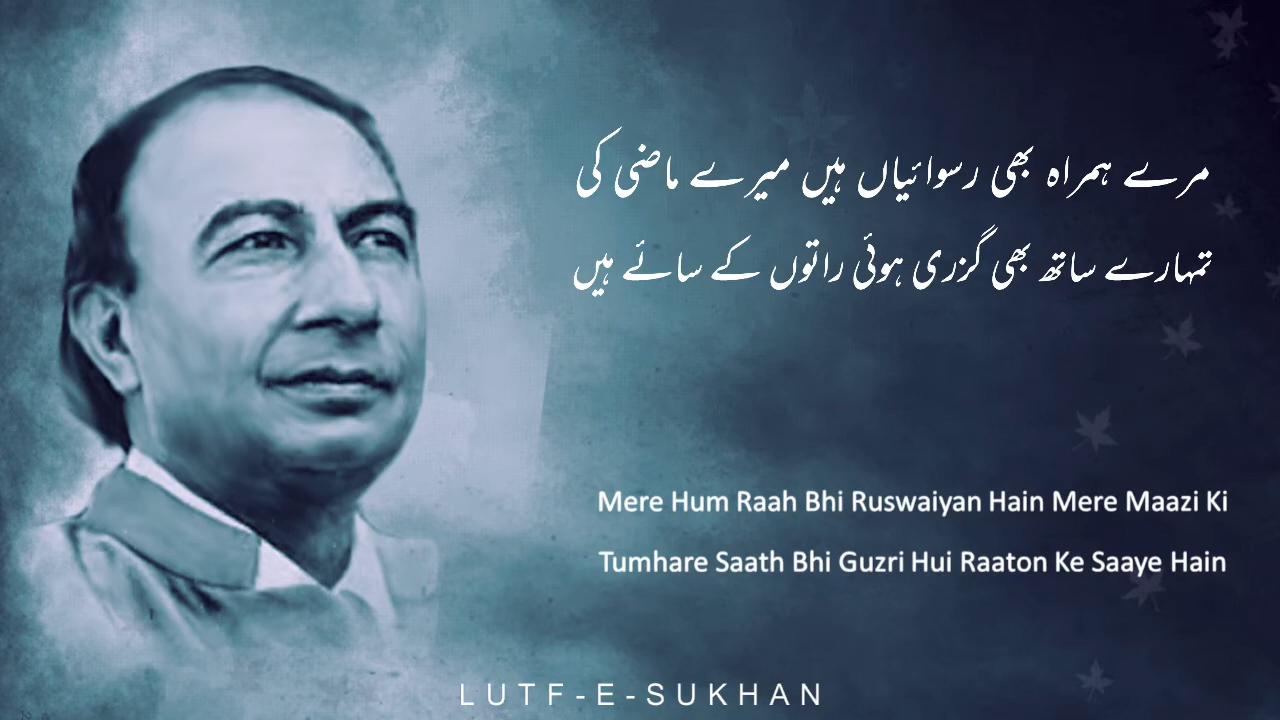 مرے ہمراہ بھی رسوائیاں ہیں میرے ماضی کی
تمہارے ساتھ بھی گزری ہوئی راتوں کے سائے ہیں
Mere Hum Raah Bhi Ruswaiyan Hain Mere Maazi Ki
Tumhare Saath Bhi Guzri Hui Raaton Ke Saaye Hain
LUTF-E-SUKHAN